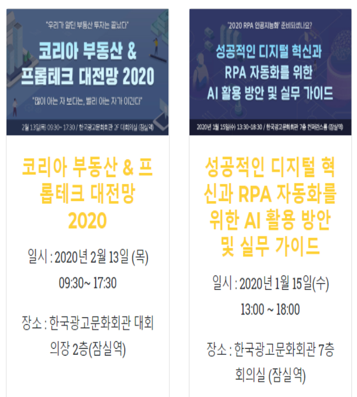 "우리가 알던 부동산 투자는 끝났다"
코리아 부동산 &
프롭테크 대전망 2020
"많이 아는 자 보다는, 빨리 아는 자가 이긴다"
2월 13일(목) 09:30~ 17:30 / 한국광고문화회관 2F 대회의실 (잠실역)
코리아 부동산 & 프
롭테크 대전망
2020
일시 : 2020년 2월 13일 (목)
09:30~ 17:30
장소 : 한국광고문화회관 대회
의장 2층(잠실역)
"2020 RPA 인공지능화" 준비되셨나요?
성공적인 디지털 혁신과
RPA 자동화를 위한
AI 활용 방안 및 실무 가이드
2020년 1월 15일(수) 13:30~18:30 / 한국광고문화회관 7층 컨퍼런스룸 (잠실역)
성공적인 디지털 혁
신과 RPA 자동화를
위한 AI 활용 방안
및 실무 가이드
일시 : 2020년 1월 15일(수)
13:00 ~ 18:00
장소 : 한국광고문화회관 7층
회의실 (잠실역)